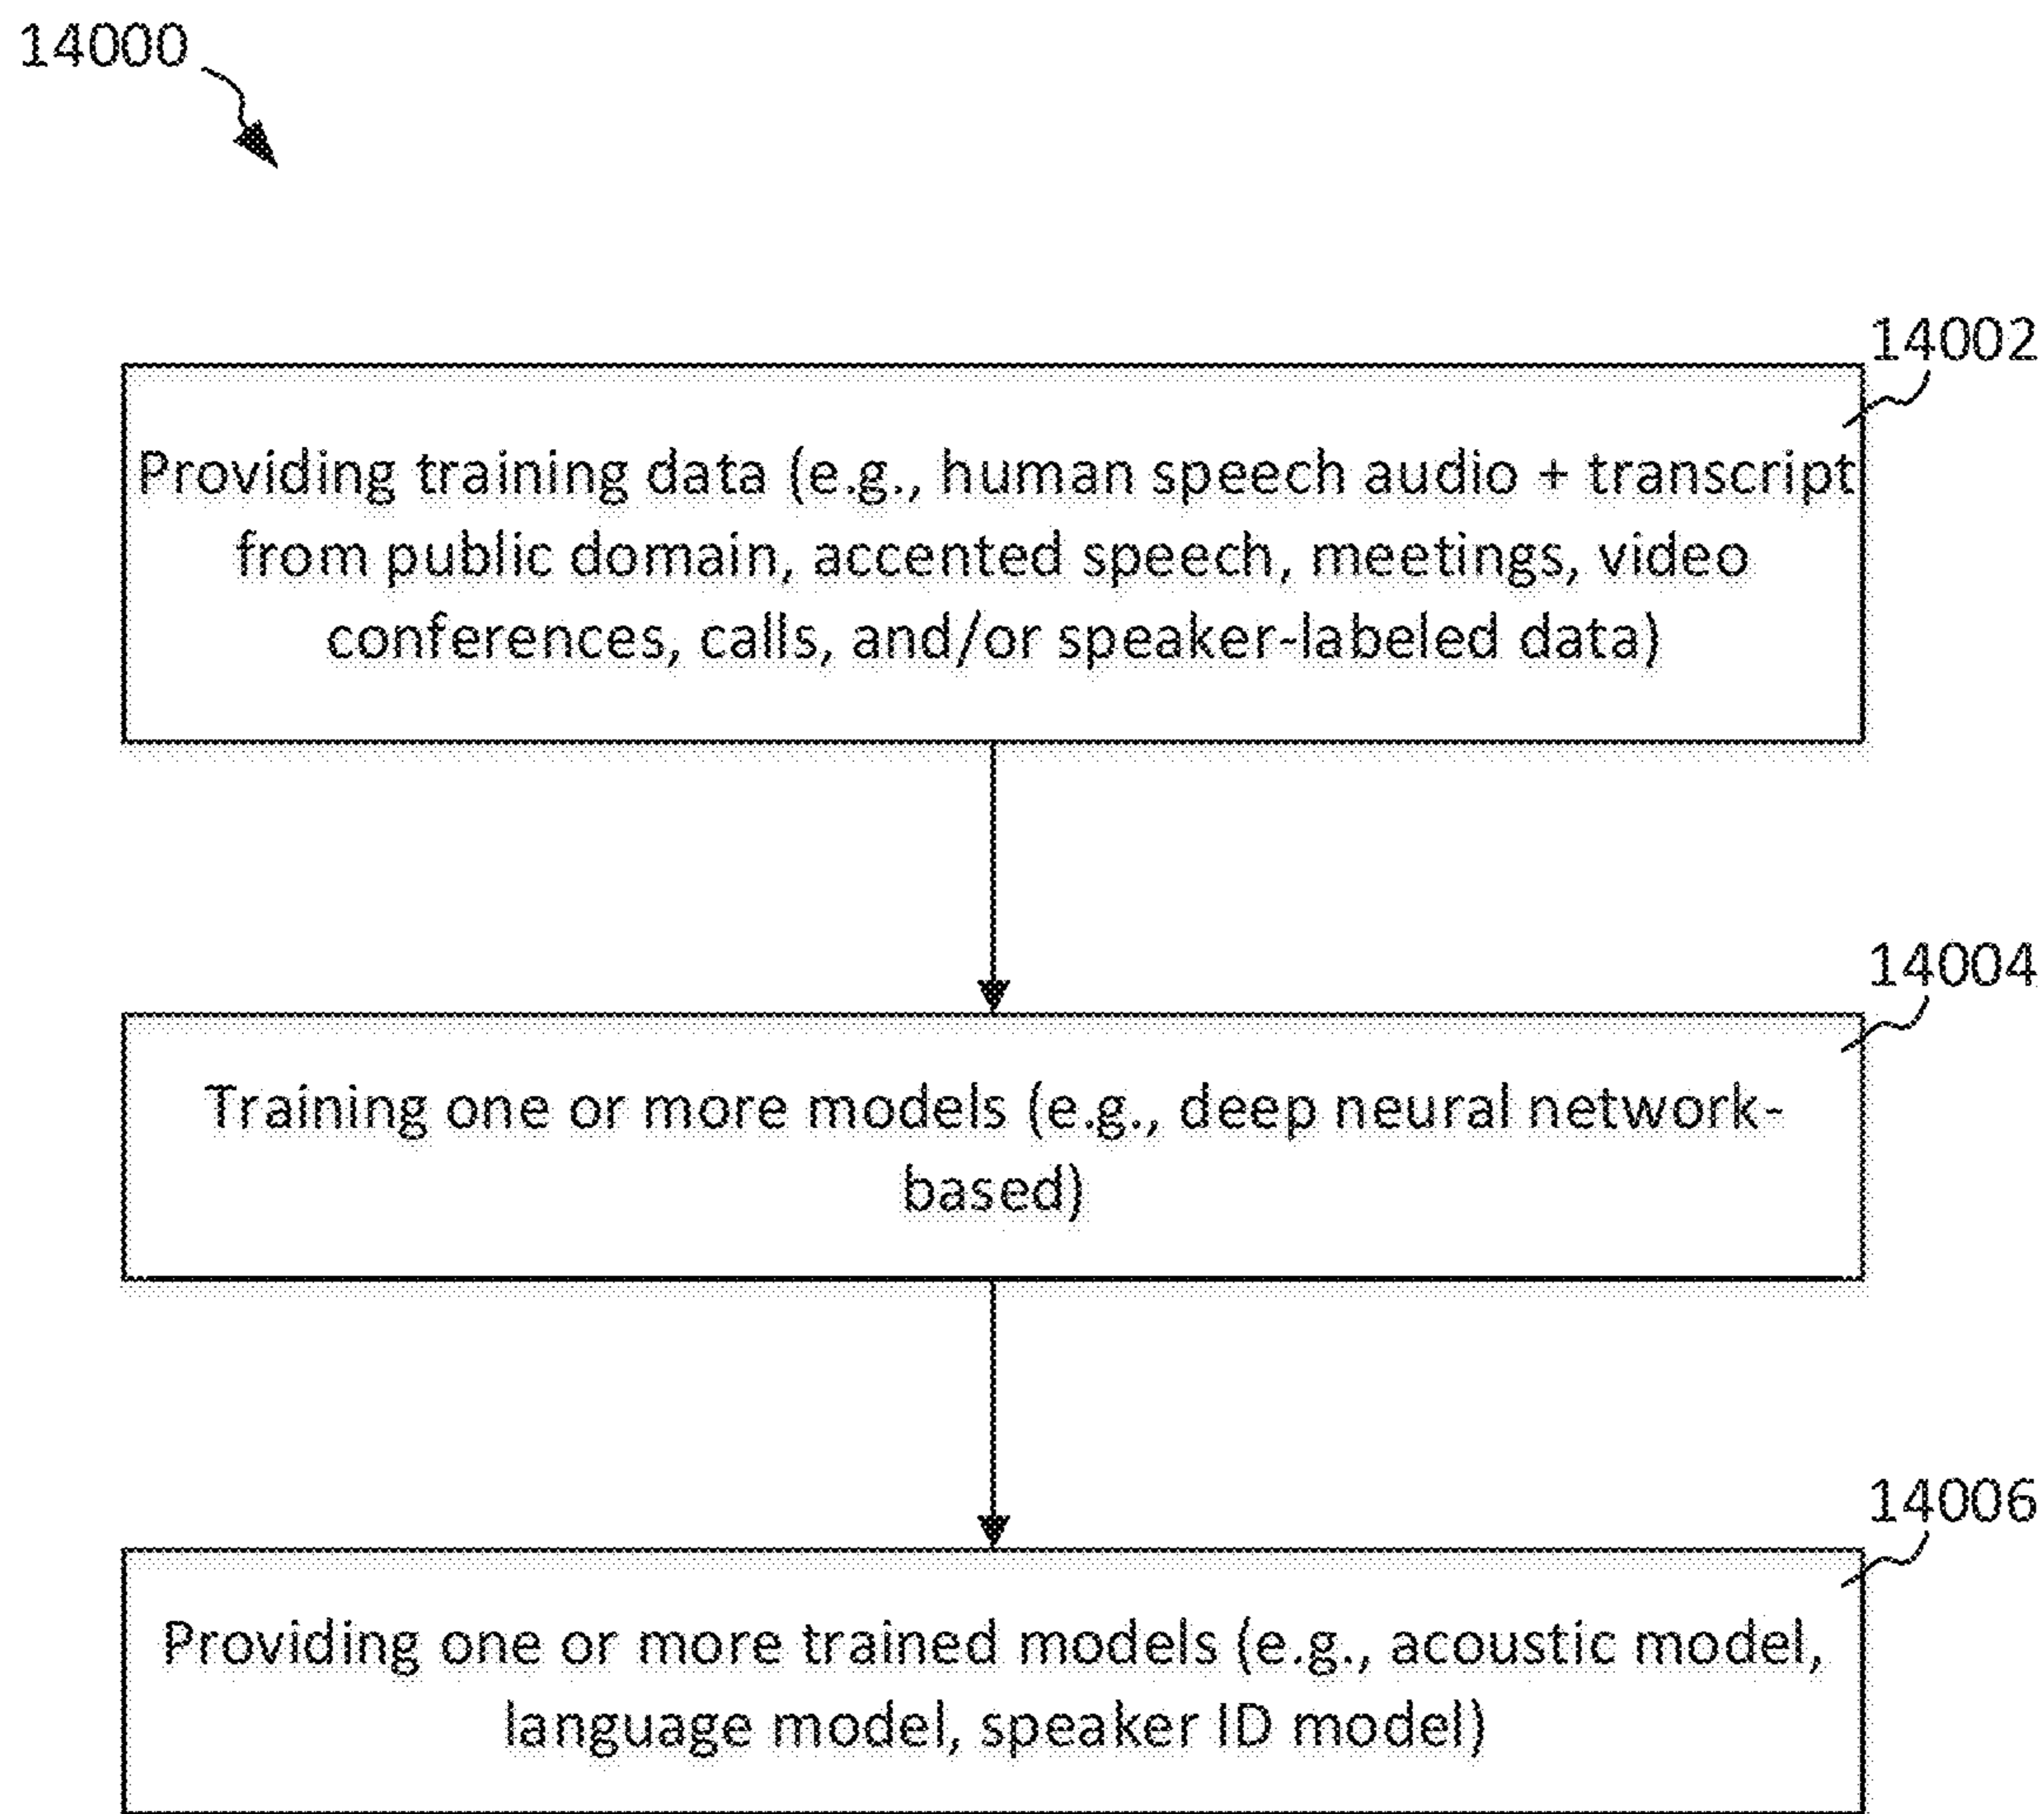 14000
14002
Providing training data (e.g., human speech audio + transcript
from public domain, accented speech, meetings, video
conferences, calls, and/or speaker-labeled data)
14004
Training one or more models (e.g., deep neural network-
based)
14006
Providing one or more trained models (e.g., acoustic model,
language model, speaker ID model)